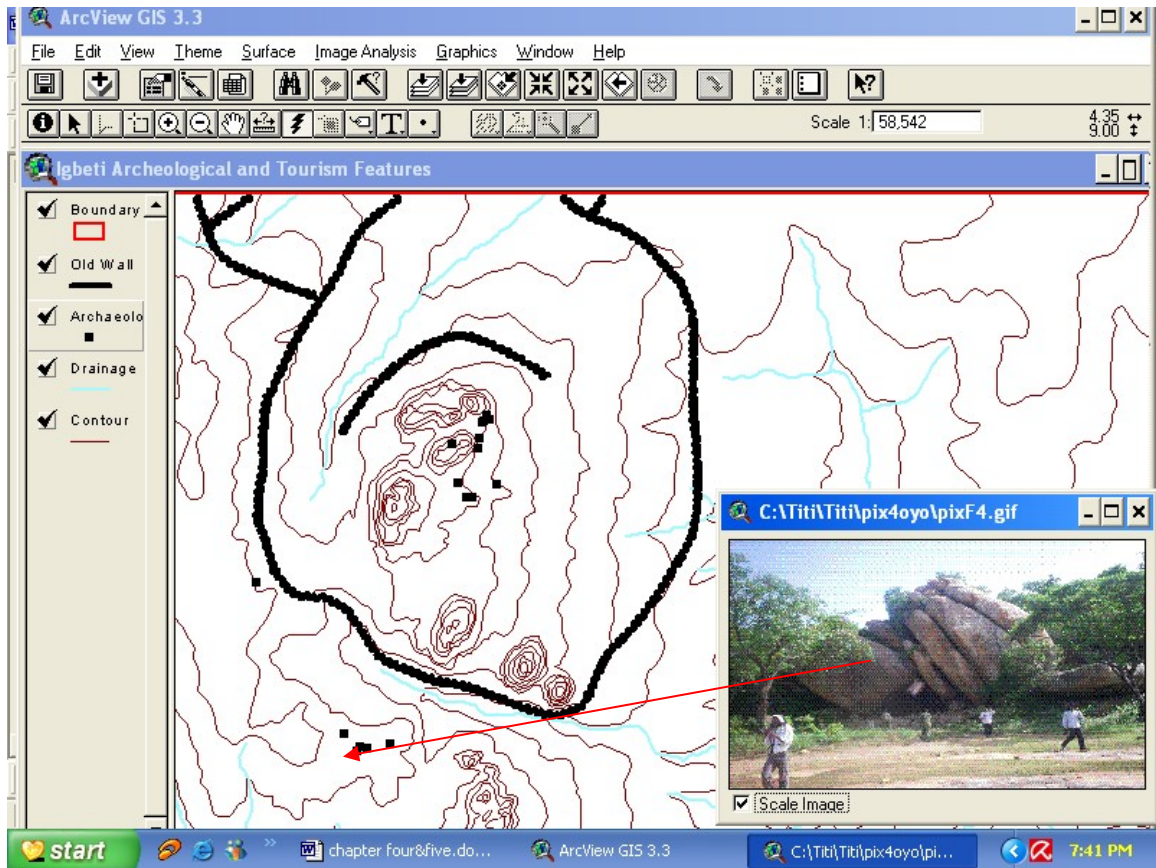 ArcView GIS 3.3
File Edit View Theme Surface Image Analysis Graphics Window Help
Scale 1: 58,542
4.35
9.00
Igbeti Archeological and Tourism Features
Boundary
Old Wall
Archaeolo
Drainage
Contour
C:\Titi\Titi\pix4oyo\pixF4.gif
Scale Image
start
chapter four&five.do...
ArcView GIS 3.3
C:\Titi\Titi\pix4oyo\pi...
7:41 PM